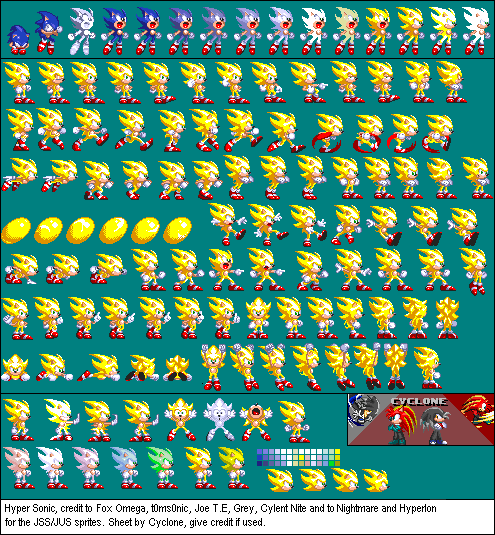 CYCLONE
Hyper Sonic, credit to Fox Omega, t0ms0nic, Joe T.E, Grey, Cylent Nite and to Nightmare and Hyperlon
for the JSS/JUS sprites. Sheet by Cyclone, give credit if used.